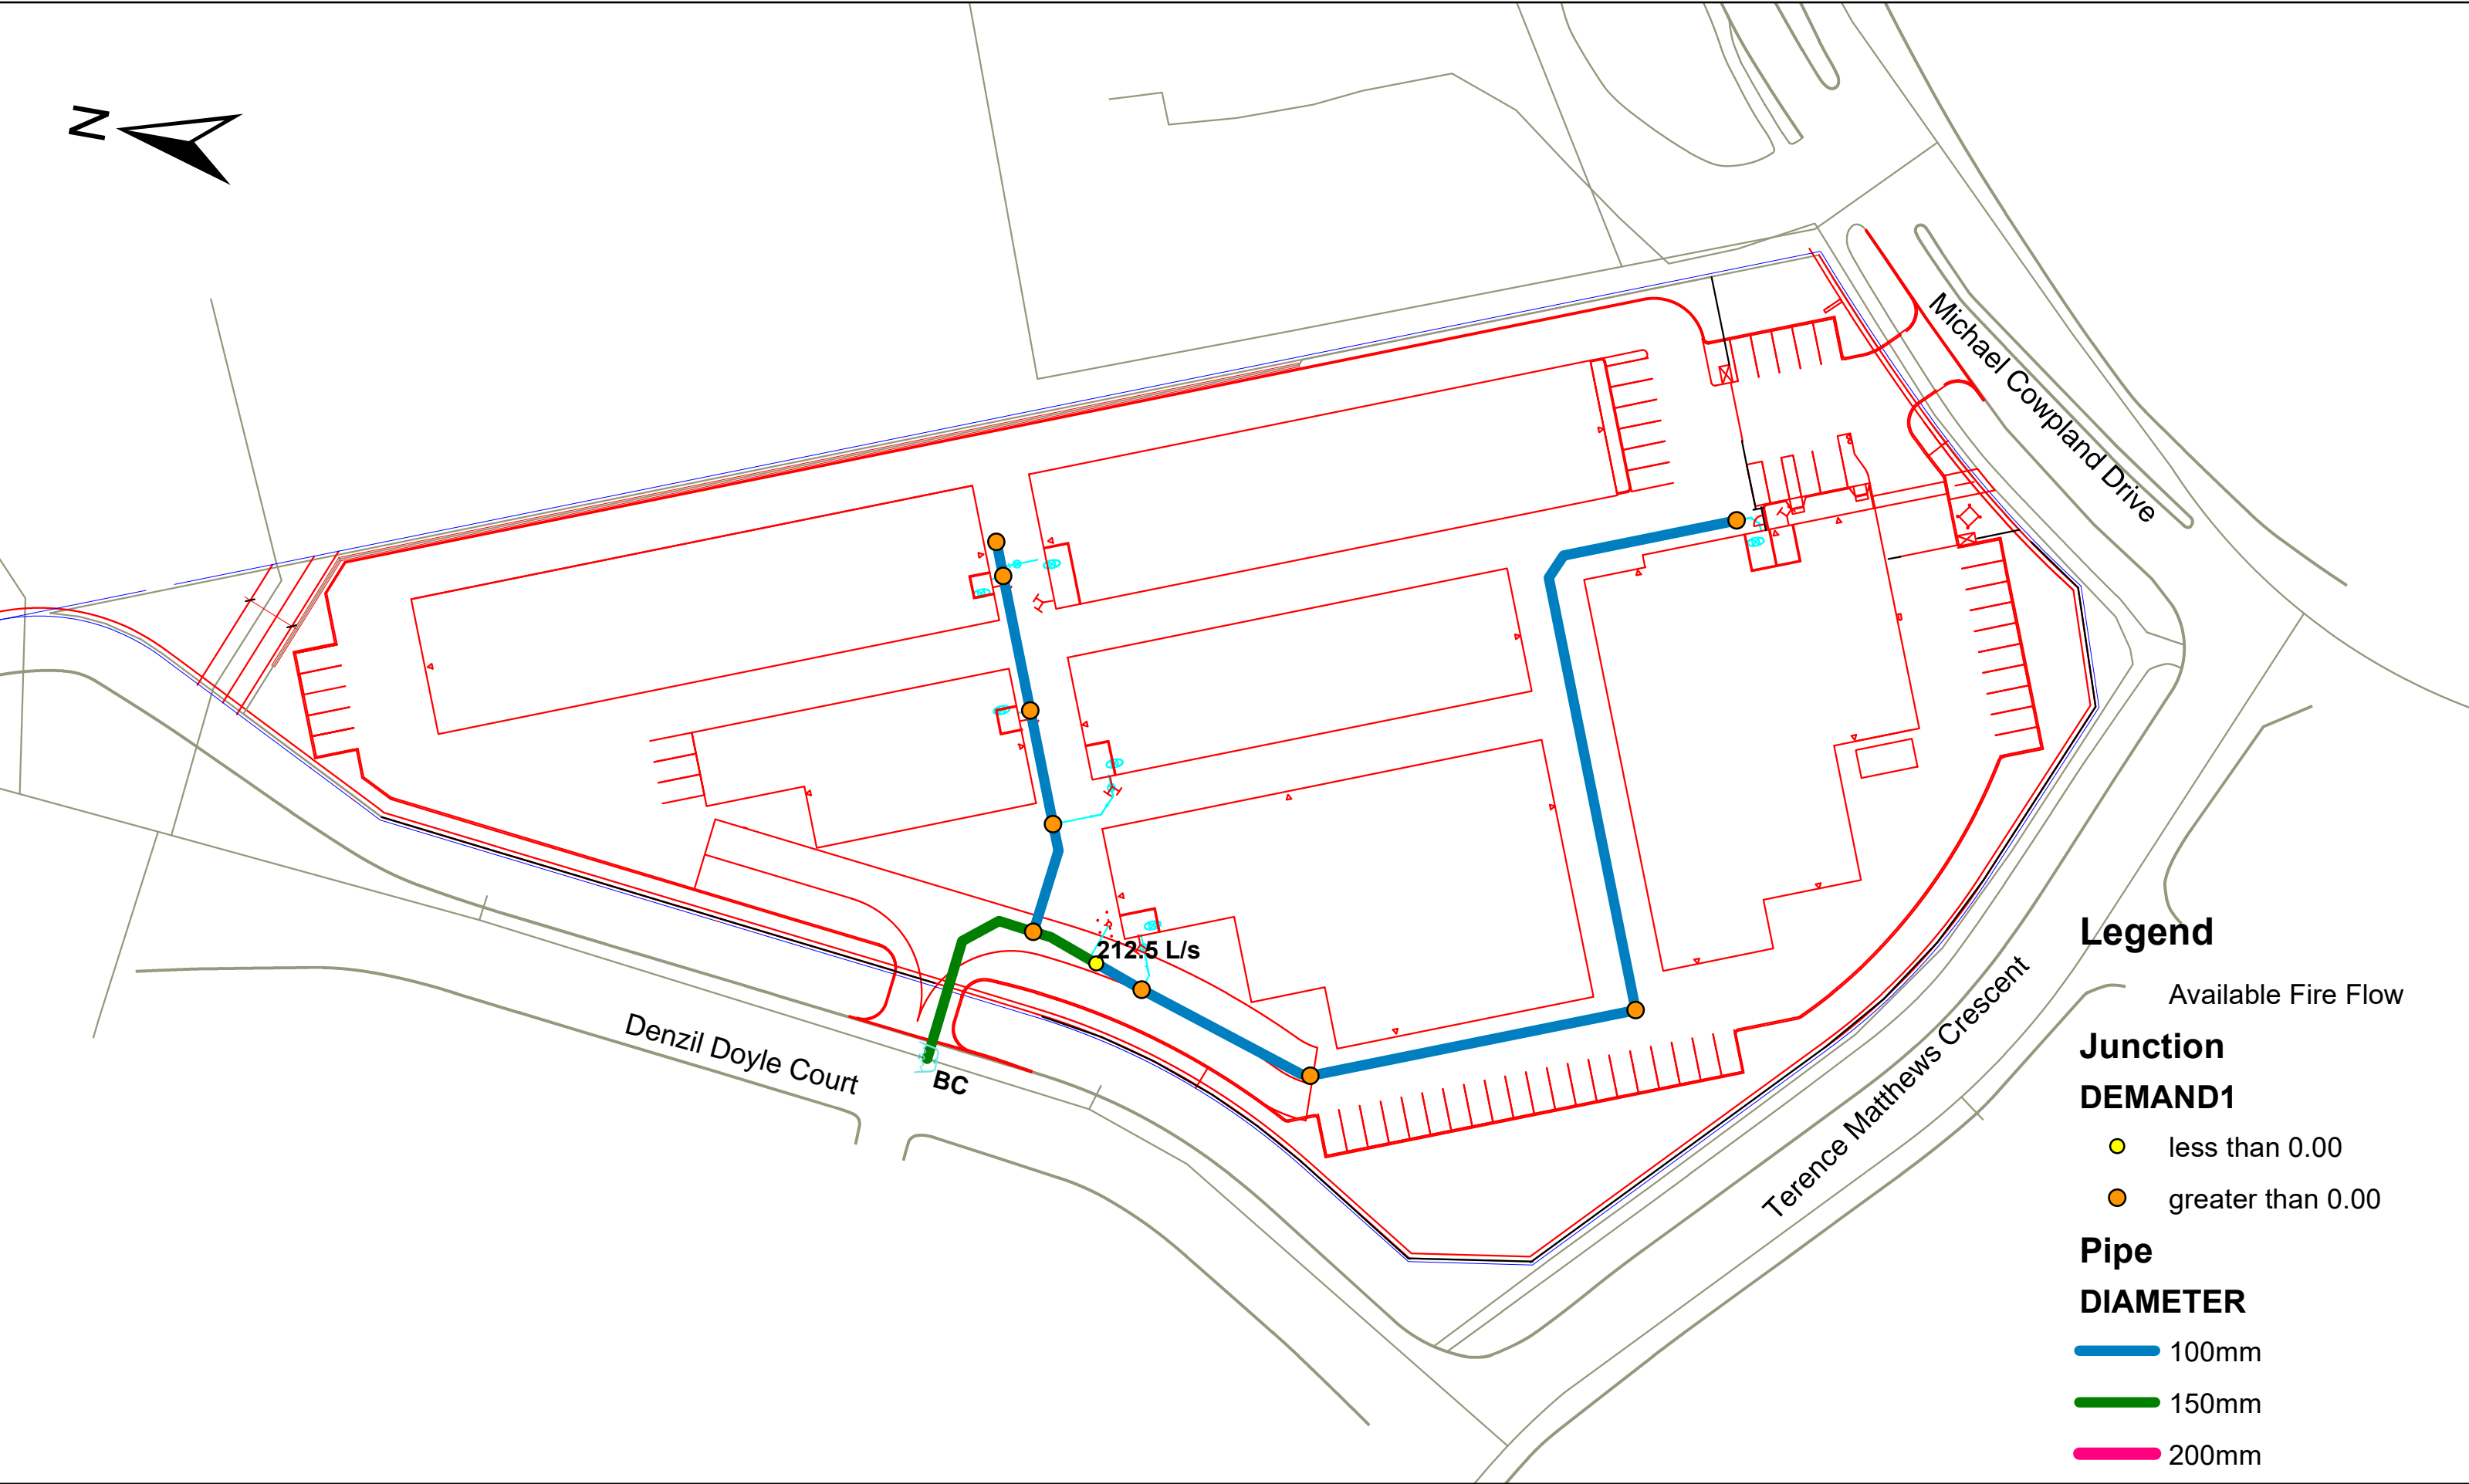 N
Michael Cowpland Drive
212.5 L/s
Denzil Doyle Court
BC
Terence Matthews Crescent
Legend
Available Fire Flow
Junction
DEMAND1
less than 0.00
greater than 0.00
Pipe
DIAMETER
100mm
150mm
200mm